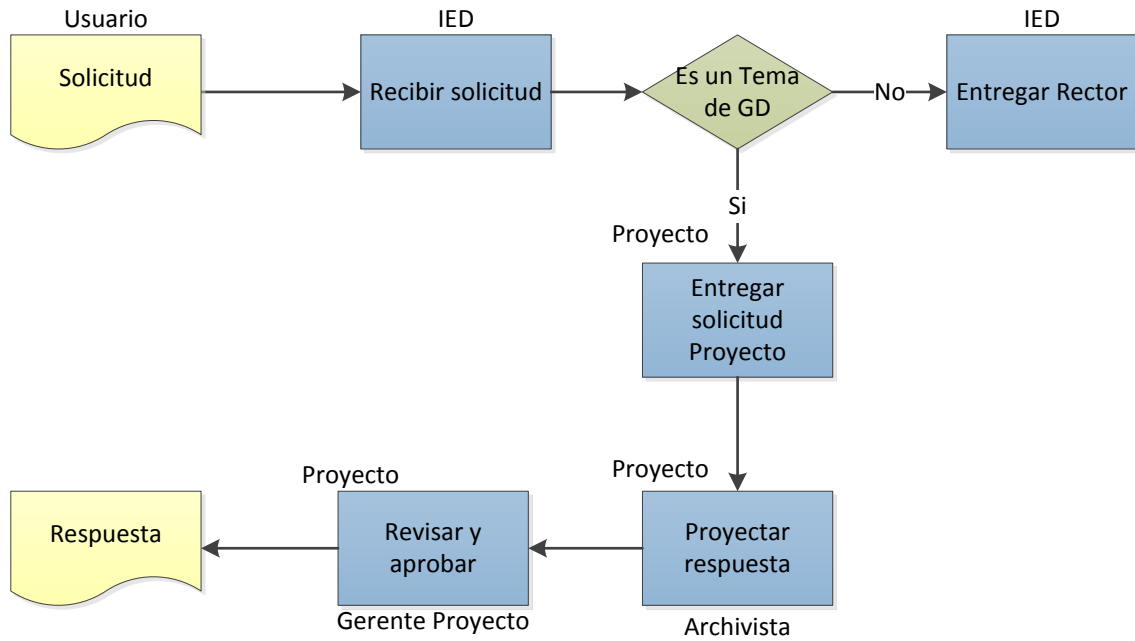 Usuario
IED
IED
Solicitud
Recibir solicitud
Es un Tema
de GD
No
Entregar Rector
Si
Proyecto
Entregar
solicitud
Proyecto
Proyecto
Proyecto
Respuesta
Revisar y
aprobar
Proyectar
respuesta
Gerente Proyecto
Archivista